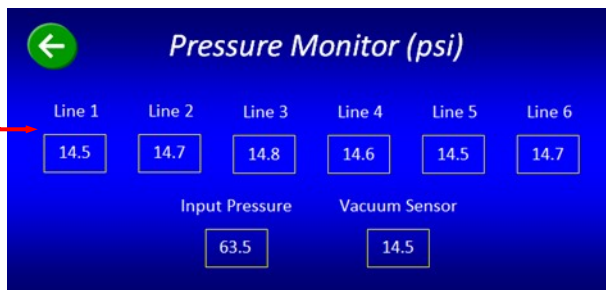 Pressure Monitor (psi)
Line 1 Line 2 Line 3 Line 4 Line 5 Line 6
14.5 14.7 14.8 14.6 14.5 14.7
Input Pressure Vacuum Sensor
63.5 14.5